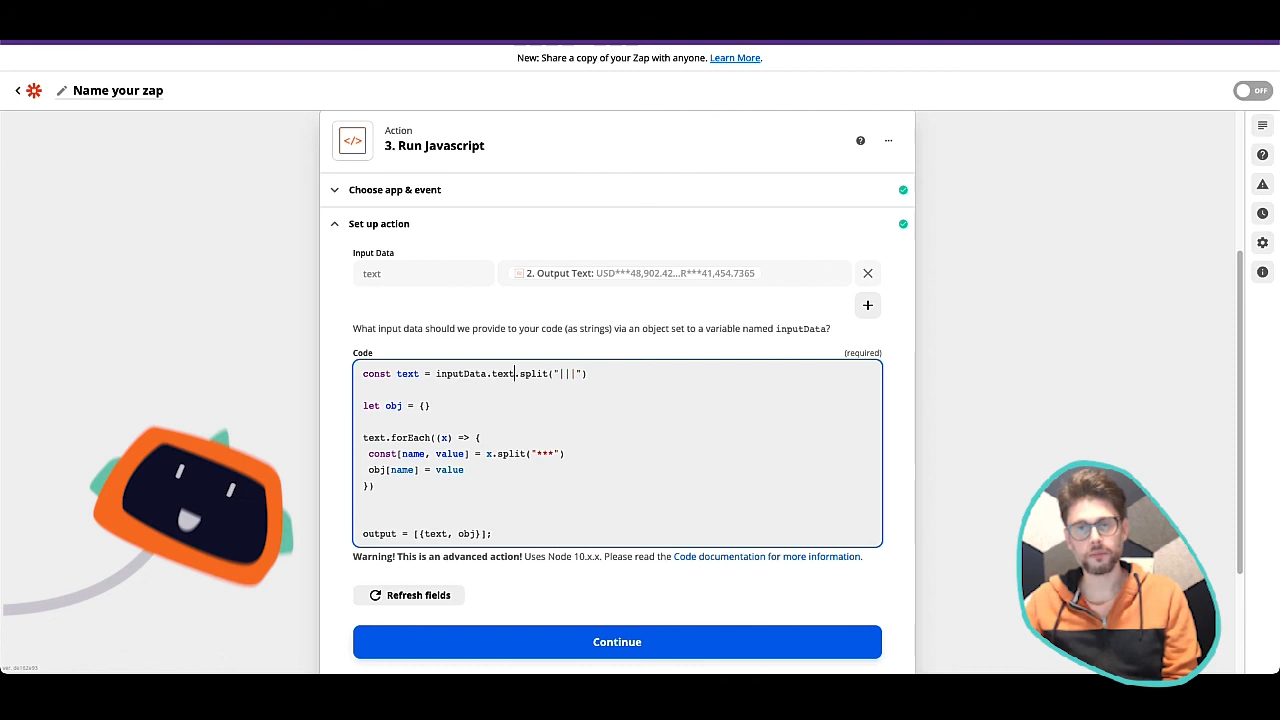 New: Share a copy of your Zap with anyone. Learn More.
Name your zap
OFF
Action
</> 3. Run Javascript
Choose app & event
Set up action
Input Data
text 2. Output Text: USD***48,902.42...R***41,454.7365
What input data should we provide to your code (as strings) via an object set to a variable named inputData?
Code (required)
const text = inputData.text.split("|||")
let obj = {}
text.forEach((x) => {
const[name, value] = x.split("***")
obj[name] = value
})
output = [{text, obj}];
Warning! This is an advanced action! Uses Node 10.x.x. Please read the Code documentation for more information.
Refresh fields
Continue